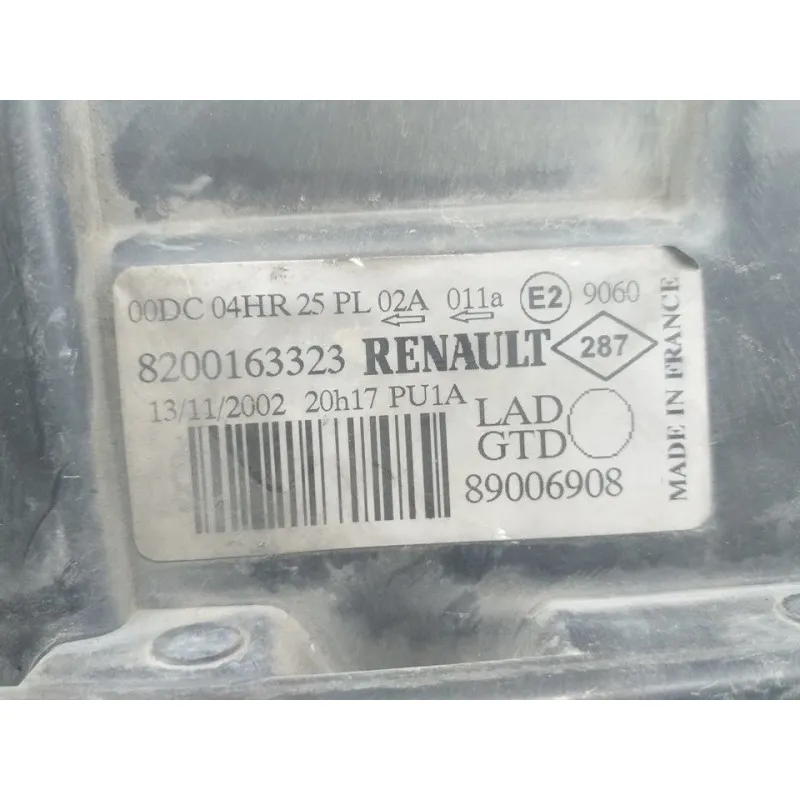 00DC 04HR 25 PL 02A 011a E2 9060
8200163323 RENAULT 287
13/11/2002 20h17 PU1A
LAD
GTD
89006908
MADE IN FRANCE